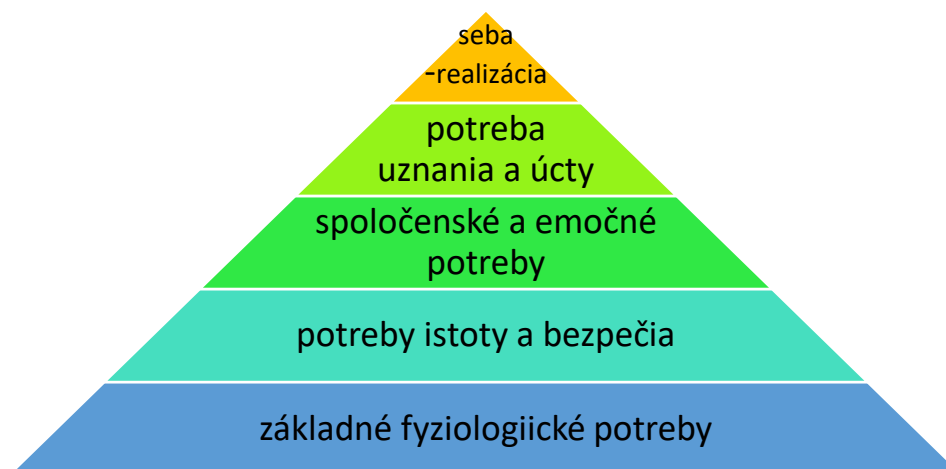 seba
-realizácia
potreba
uznania a úcty
spoločenské a emočné
potreby
potreby istoty a bezpečia
základné fyziologiické potreby